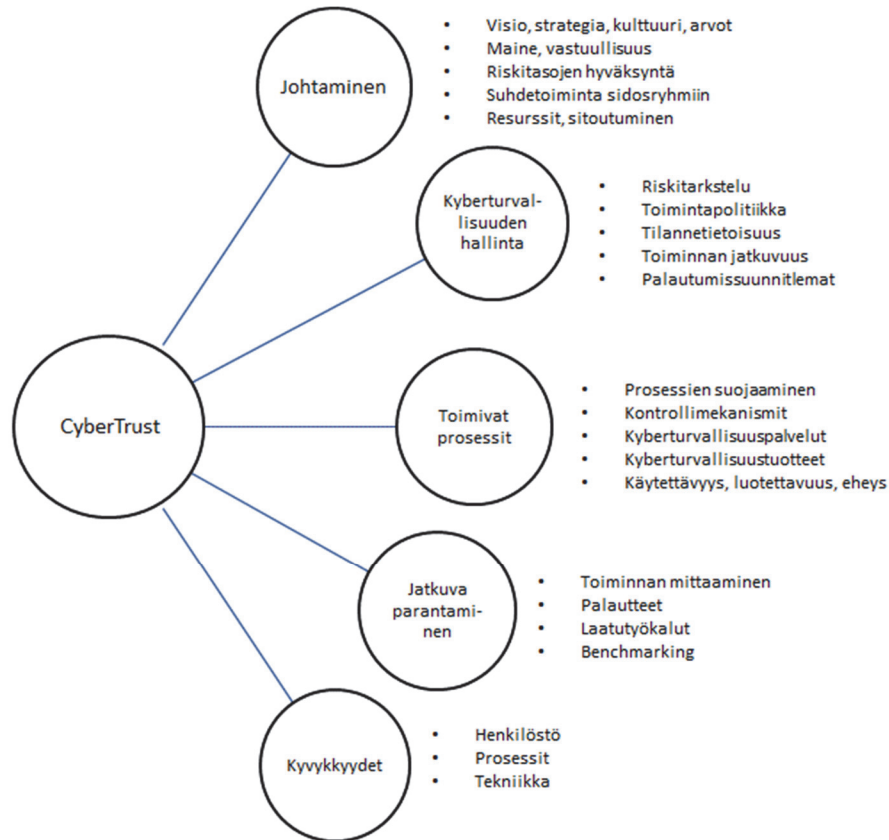 Johtaminen
• Visio, strategia, kulttuuri, arvot
• Maine, vastuullisuus
• Riskitasojen hyväksyntä
• Suhdetoiminta sidosryhmiin
• Resurssit, sitoutuminen
Kyberturval-
lisuuden
hallinta
• Riskitarkstelu
• Toimintapolitiikka
• Tilannetietoisuus
• Toiminnan jatkuvuus
• Palautumissuunnitlemat
CyberTrust
Toimivat
prosessit
• Prosessien suojaaminen
• Kontrollimekanismit
• Kyberturvallisuuspalvelut
• Kyberturvallisuustuotteet
• Käytettävyys, luotettavuus, eheys
Jatkuva
parantami-
nen
• Toiminnan mittaaminen
• Palautteet
• Laatutyökalut
• Benchmarking
Kyvykkyydet
• Henkilöstö
• Prosessit
• Tekniikka